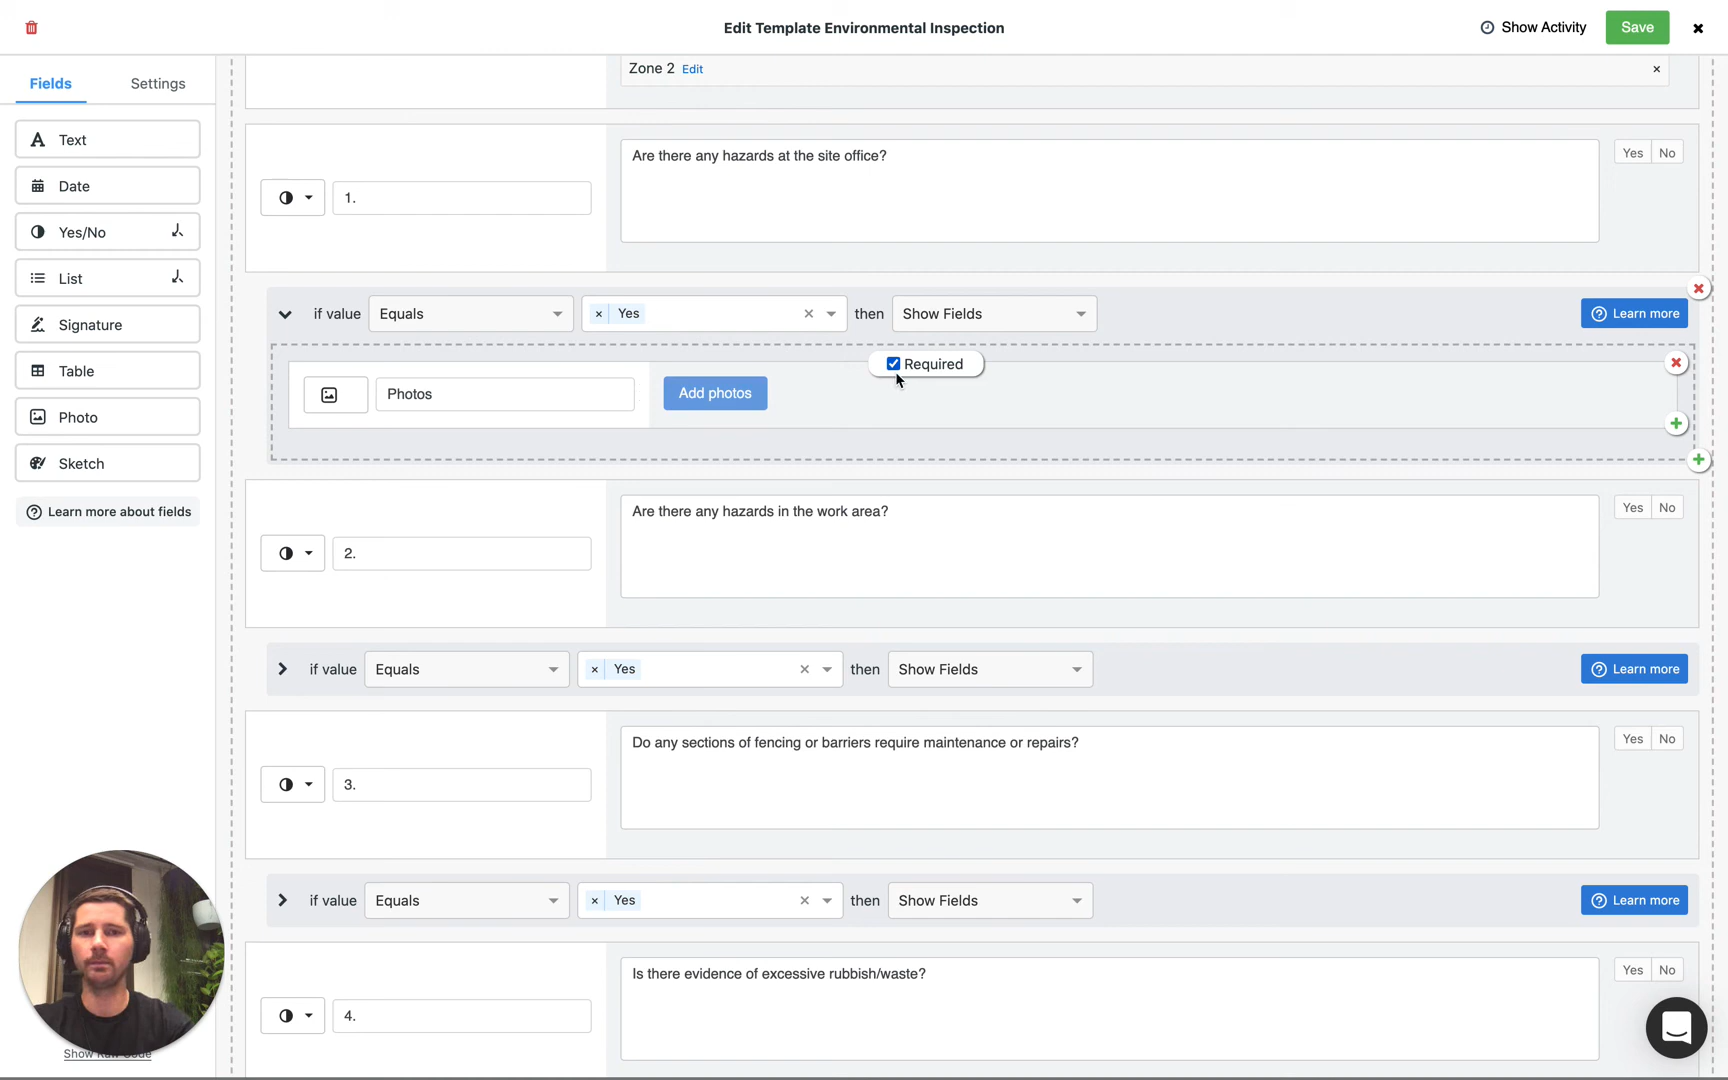 Edit Template Environmental Inspection
Show Activity
Save
Fields
Settings
Zone 2 Edit
Text
Date
Yes/No
List
Signature
Table
Photo
Sketch
Learn more about fields
Are there any hazards at the site office?
Yes No
1.
if value Equals Yes then Show Fields
Learn more
Required
Photos
Add photos
Are there any hazards in the work area?
Yes No
2.
if value Equals Yes then Show Fields
Learn more
Do any sections of fencing or barriers require maintenance or repairs?
Yes No
3.
if value Equals Yes then Show Fields
Learn more
Is there evidence of excessive rubbish/waste?
Yes No
4.
Show Raw Code